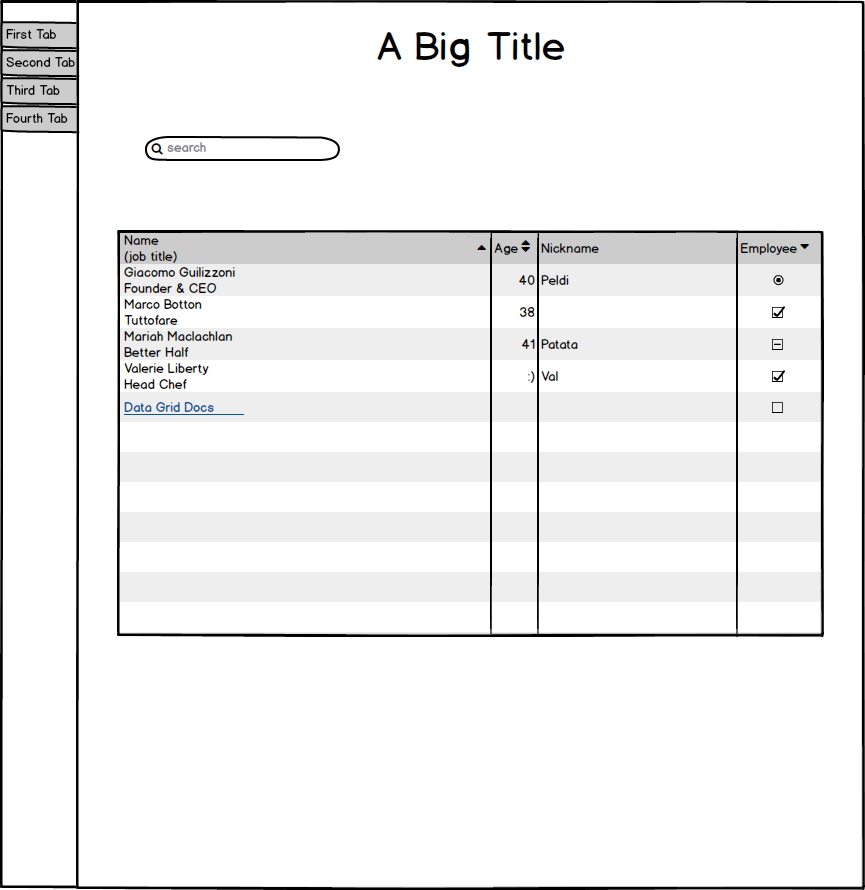 First Tab
Second Tab
Third Tab
Fourth Tab
A Big Title
search
Name
(job title)
Age
Nickname
Employee
Giacomo Guilizzoni
Founder & CEO
40
Peldi
Marco Botton
Tuttofare
38
Mariah Maclachlan
Better Half
41
Patata
Valerie Liberty
Head Chef
:)
Val
Data Grid Docs